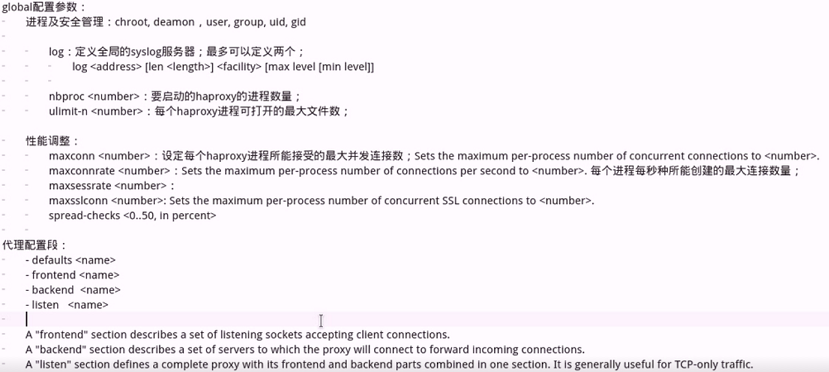 global配置参数：
进程及安全管理：chroot, deamon，user, group, uid, gid
log：定义全局的syslog服务器；最多可以定义两个；
log <address> [len <length>] <facility> [max level [min level]]
nbproc <number>：要启动的haproxy的进程数量；
ulimit-n <number>：每个haproxy进程可打开的最大文件数；
性能调整：
maxconn <number>：设定每个haproxy进程所能接受的最大并发连接数；Sets the maximum per-process number of concurrent connections to <number>.
maxconnrate <number>：Sets the maximum per-process number of connections per second to <number>. 每个进程每秒种所能创建的最大连接数量；
maxsessrate <number>：
maxsslconn <number>: Sets the maximum per-process number of concurrent SSL connections to <number>.
spread-checks <0..50, in percent>
代理配置段：
- defaults <name>
- frontend <name>
- backend <name>
- listen <name>
A "frontend" section describes a set of listening sockets accepting client connections.
A "backend" section describes a set of servers to which the proxy will connect to forward incoming connections.
A "listen" section defines a complete proxy with its frontend and backend parts combined in one section. It is generally useful for TCP-only traffic.